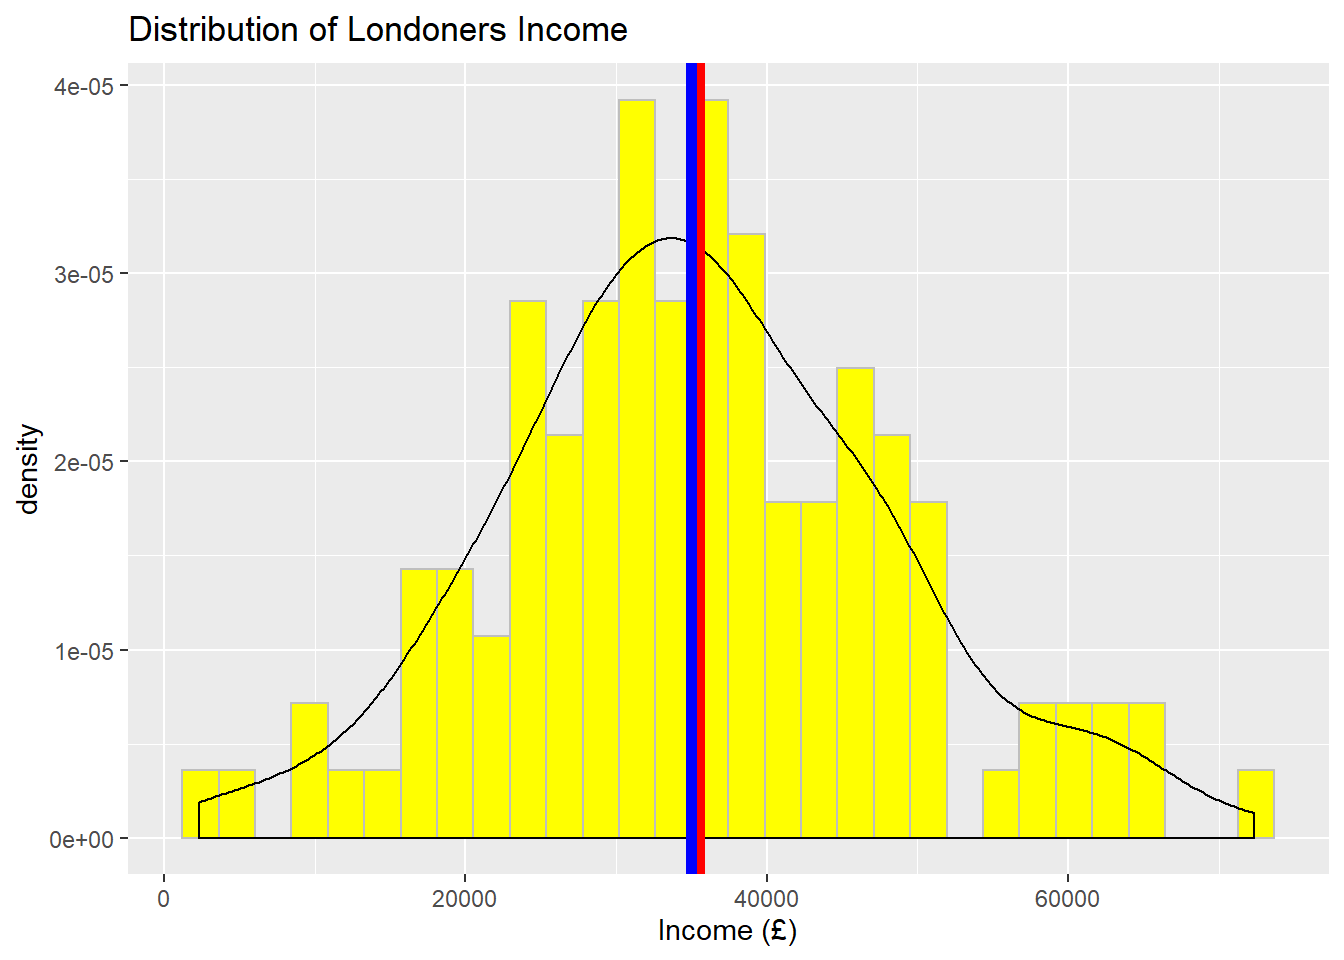 Distribution of Londoners Income
4e-05
3e-05
2e-05
1e-05
0e+00
density
0
20000
40000
60000
Income (£)